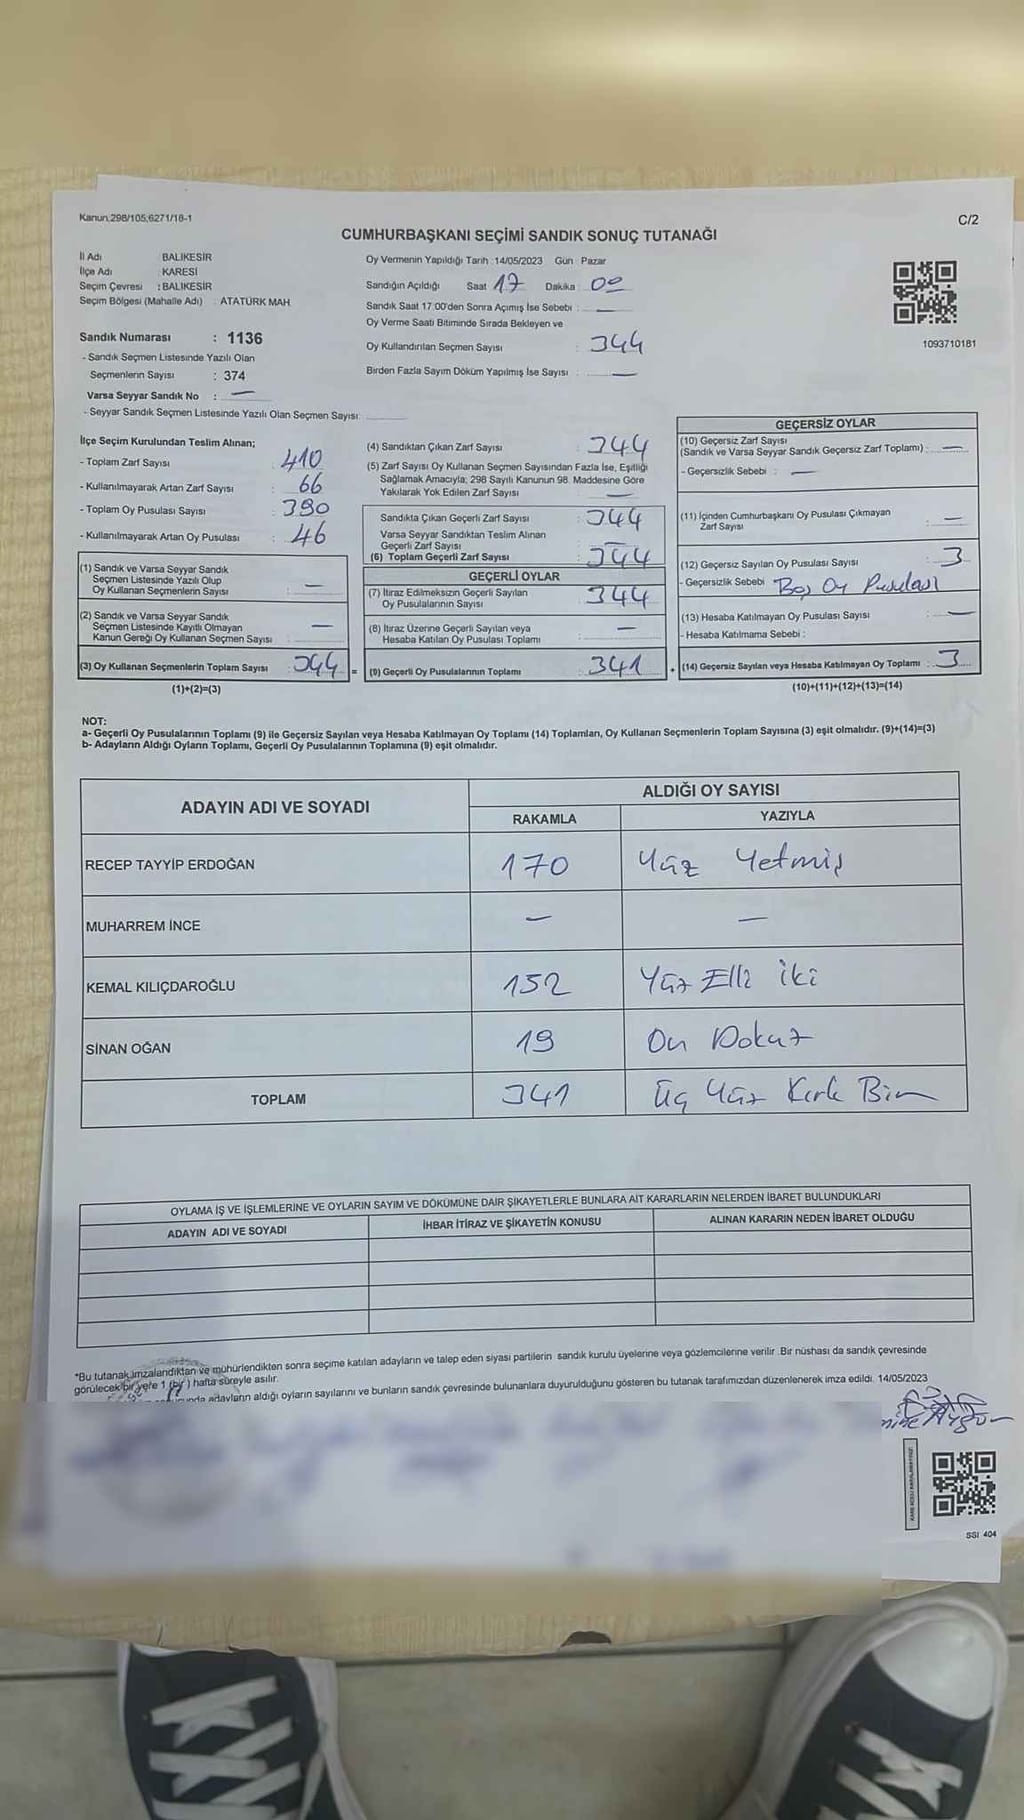 Kanun:298/105,6271/18-1
C/2
CUMHURBAŞKANI SEÇİMİ SANDIK SONUÇ TUTANAĞI
İl Adı : BALIKESİR
İlçe Adı : KARESİ
Seçim Çevresi : BALIKESİR
Seçim Bölgesi (Mahalle Adı) : ATATÜRK MAH.
Sandık Numarası : 1136
- Sandık Seçmen Listesinde Yazılı Olan
Seçmenlerin Sayısı : 374
Varsa Seyyar Sandık No : —
- Seyyar Sandık Seçmen Listesinde Yazılı Olan Seçmen Sayısı:
Oy Vermenin Yapıldığı Tarih :14/05/2023 Gün : Pazar
Sandığın Açıldığı Saat 17 Dakika : 00
Sandık Saat 17:00'den Sonra Açımış İse Sebebi : —
Oy Verme Saati Bitiminde Sırada Bekleyen ve
Oy Kullandırılan Seçmen Sayısı : 344
Birden Fazla Sayım Döküm Yapılmış İse Sayısı : —
1093710181
İlçe Seçim Kurulundan Teslim Alınan;
- Toplam Zarf Sayısı : 410
- Kullanılmayarak Artan Zarf Sayısı : 66
- Toplam Oy Pusulası Sayısı : 390
- Kullanılmayarak Artan Oy Pusulası : 46
(1) Sandık ve Varsa Seyyar Sandık
Seçmen Listesinde Yazılı Olup
Oy Kullanan Seçmenlerin Sayısı : —
(2) Sandık ve Varsa Seyyar Sandık
Seçmen Listesinde Kayıtlı Olmayan
Kanun Gereği Oy Kullanan Seçmen Sayısı : —
(3) Oy Kullanan Seçmenlerin Toplam Sayısı : 344 =
(1)+(2)=(3)
(4) Sandıktan Çıkan Zarf Sayısı : 344
(5) Zarf Sayısı Oy Kullanan Seçmen Sayısından Fazla İse, Eşitliği
Sağlamak Amacıyla; 298 Sayılı Kanunun 98. Maddesine Göre
Yakılarak Yok Edilen Zarf Sayısı : —
Sandıkta Çıkan Geçerli Zarf Sayısı : 344
Varsa Seyyar Sandıktan Teslim Alınan
Geçerli Zarf Sayısı : —
(6) Toplam Geçerli Zarf Sayısı : 344
GEÇERLİ OYLAR
(7) İtiraz Edilmeksizin Geçerli Sayılan
Oy Pusulalarının Sayısı : 344
(8) İtiraz Üzerine Geçerli Sayılan veya
Hesaba Katılan Oy Pusulası Toplamı : —
(9) Geçerli Oy Pusulalarının Toplamı : 341 +
GEÇERSİZ OYLAR
(10) Geçersiz Zarf Sayısı
(Sandık ve Varsa Seyyar Sandık Geçersiz Zarf Toplamı) : —
- Geçersizlik Sebebi : —
(11) İçinden Cumhurbaşkanı Oy Pusulası Çıkmayan
Zarf Sayısı : —
(12) Geçersiz Sayılan Oy Pusulası Sayısı : 3
- Geçersizlik Sebebi : Boş Oy Pusulası
(13) Hesaba Katılmayan Oy Pusulası Sayısı : —
- Hesaba Katılmama Sebebi :
(14) Geçersiz Sayılan veya Hesaba Katılmayan Oy Toplamı : 3
(10)+(11)+(12)+(13)=(14)
NOT:
a- Geçerli Oy Pusulalarının Toplamı (9) ile Geçersiz Sayılan veya Hesaba Katılmayan Oy Toplamı (14) Toplamları, Oy Kullanan Seçmenlerin Toplam Sayısına (3) eşit olmalıdır. (9)+(14)=(3)
b- Adayların Aldığı Oyların Toplamı, Geçerli Oy Pusulalarının Toplamına (9) eşit olmalıdır.
ADAYIN ADI VE SOYADI ALDIĞI OY SAYISI
RAKAMLA YAZIYLA
RECEP TAYYİP ERDOĞAN 170 Yüz Yetmiş
MUHARREM İNCE — —
KEMAL KILIÇDAROĞLU 152 Yüz Elli iki
SİNAN OĞAN 19 On Dokuz
TOPLAM 341 Üç Yüz Kırk Bir
OYLAMA İŞ VE İŞLEMLERİNE VE OYLARIN SAYIM VE DÖKÜMÜNE DAİR ŞİKAYETLERLE BUNLARA AİT KARARLARIN NELERDEN İBARET BULUNDUKLARI
ADAYIN ADI VE SOYADI İHBAR İTİRAZ VE ŞİKAYETİN KONUSU ALINAN KARARIN NEDEN İBARET OLDUĞU
*Bu tutanak,imzalandıktan ve mühürlendikten sonra seçime katılan adayların ve talep eden siyasi partilerin sandık kurulu üyelerine veya gözlemcilerine verilir .Bir nüshası da sandık çevresinde
görülecek bir yere 1 (bir ) hafta süreyle asılır.
adayların aldığı oyların sayılarını ve bunların sandık çevresinde bulunanlara duyurulduğunu gösteren bu tutanak tarafımızdan düzenlenerek imza edildi. 14/05/2023
SSI 404